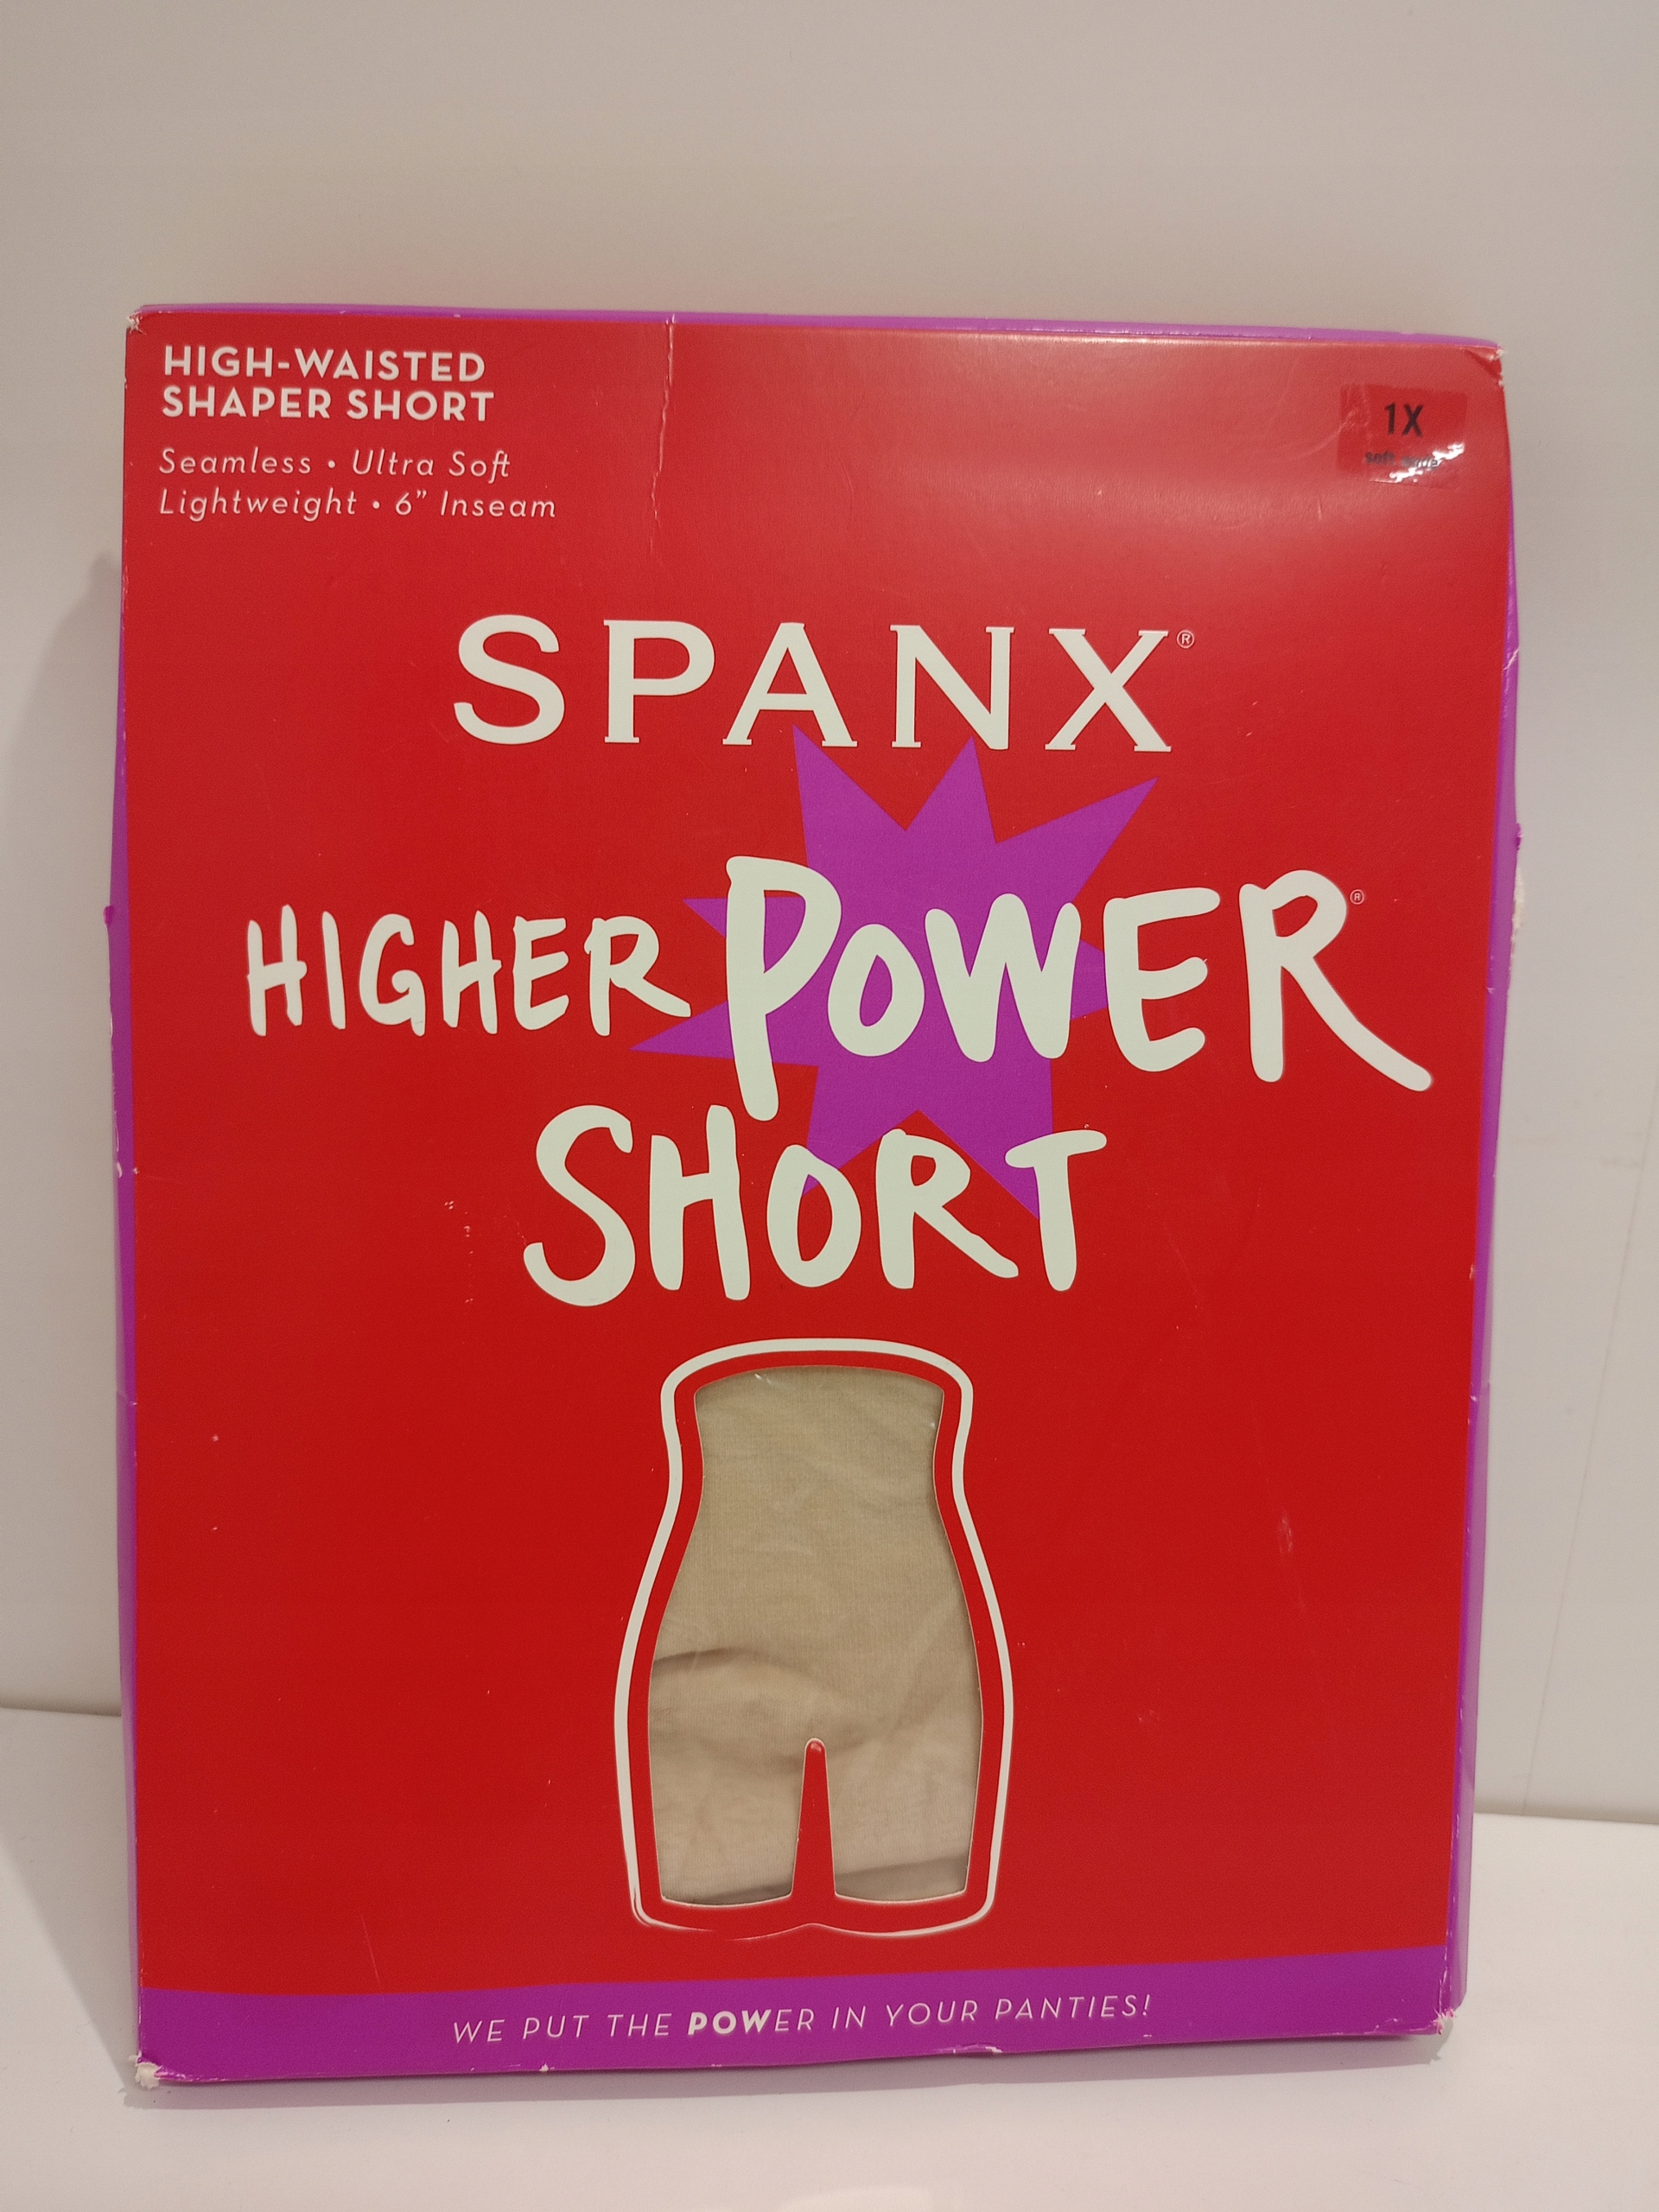 HIGH-WAISTED
SHAPER SHORT
Seamless • Ultra Soft
Lightweight • 6" Inseam
1X
soft
SPANX®
HIGHER POWER®
SHORT
WE PUT THE POWER IN YOUR PANTIES!